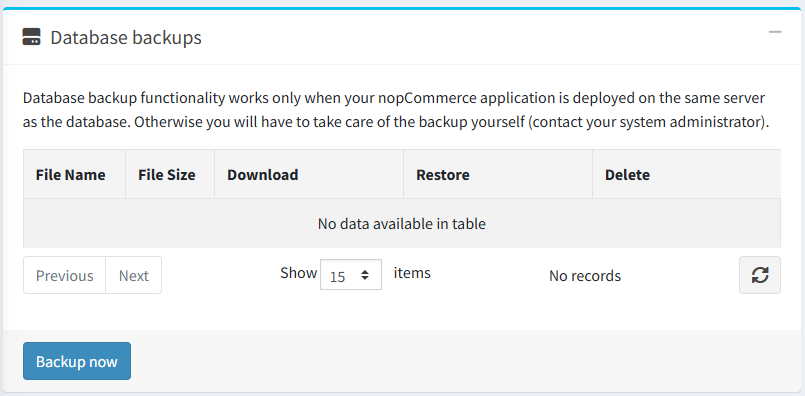 Database backups
Database backup functionality works only when your nopCommerce application is deployed on the same server
as the database. Otherwise you will have to take care of the backup yourself (contact your system administrator).
File Name File Size Download Restore Delete
No data available in table
Previous Next Show 15 items No records
Backup now